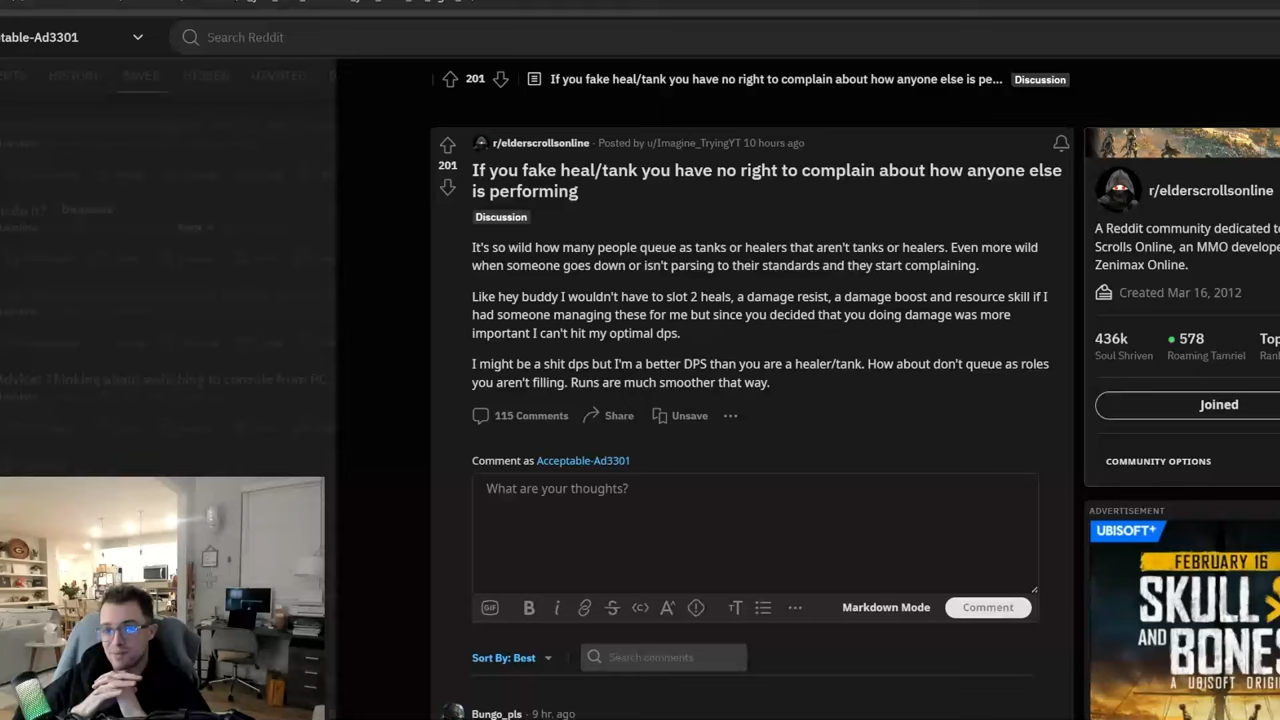 table-Ad3301
Search Reddit
HISTORY
SAVED
HIDDEN
201
If you fake heal/tank you have no right to complain about how anyone else is pe...
Discussion
r/elderscrollsonline · Posted by u/Imagine_TryingYT 10 hours ago
201
If you fake heal/tank you have no right to complain about how anyone else
is performing
Discussion
It's so wild how many people queue as tanks or healers that aren't tanks or healers. Even more wild
when someone goes down or isn't parsing to their standards and they start complaining.
Like hey buddy I wouldn't have to slot 2 heals, a damage resist, a damage boost and resource skill if I
had someone managing these for me but since you decided that you doing damage was more
important I can't hit my optimal dps.
I might be a shit dps but I'm a better DPS than you are a healer/tank. How about don't queue as roles
you aren't filling. Runs are much smoother that way.
115 Comments
Share
Unsave
Comment as Acceptable-Ad3301
What are your thoughts?
GIF
B
i
Markdown Mode
Comment
Sort By: Best
Search comments
Bungo_pls · 9 hr. ago
r/elderscrollsonline
A Reddit community dedicated to
Scrolls Online, an MMO develope
Zenimax Online.
Created Mar 16, 2012
436k
578
Top
Soul Shriven
Roaming Tamriel
Rank
Joined
COMMUNITY OPTIONS
ADVERTISEMENT
UBISOFT+
FEBRUARY 16
SKULL
AND
BONES
A UBISOFT ORIGI